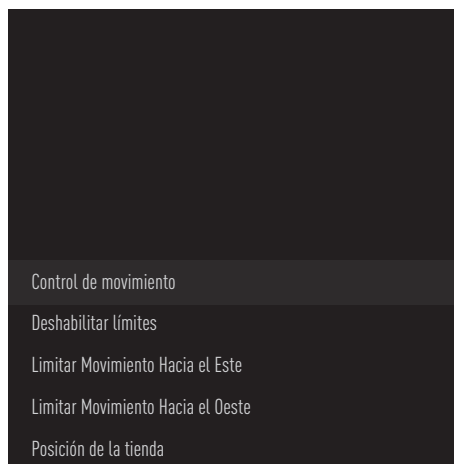 Control de movimiento
Deshabilitar límites
Limitar Movimiento Hacia el Este
Limitar Movimiento Hacia el Oeste
Posición de la tienda